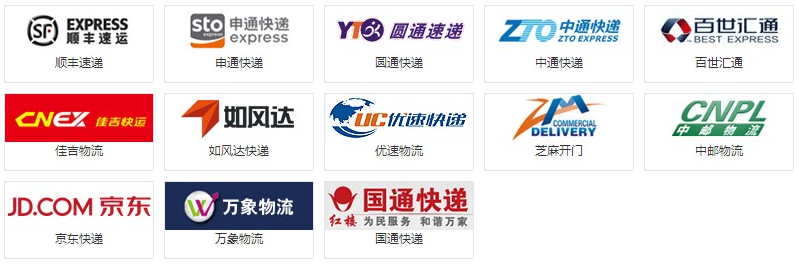 SF EXPRESS
顺丰速运
顺丰速递
sto
express
申通快递
express
申通快递
YTO 圆通速递
圆通快递
ZTO 中通快递
ZTO EXPRESS
中通快递
百世汇通
BEST EXPRESS
百世汇通
CNEX 佳吉快运
佳吉物流
如风达
如风达快递
UC优速快递
优速物流
ZM
COMMERCIAL
DELIVERY
芝麻开门
CNPL
中邮物流
中邮物流
JD.COM 京东
京东快递
万象物流
万象物流
国通快递
红楼 为民服务 和谐万家
国通快递